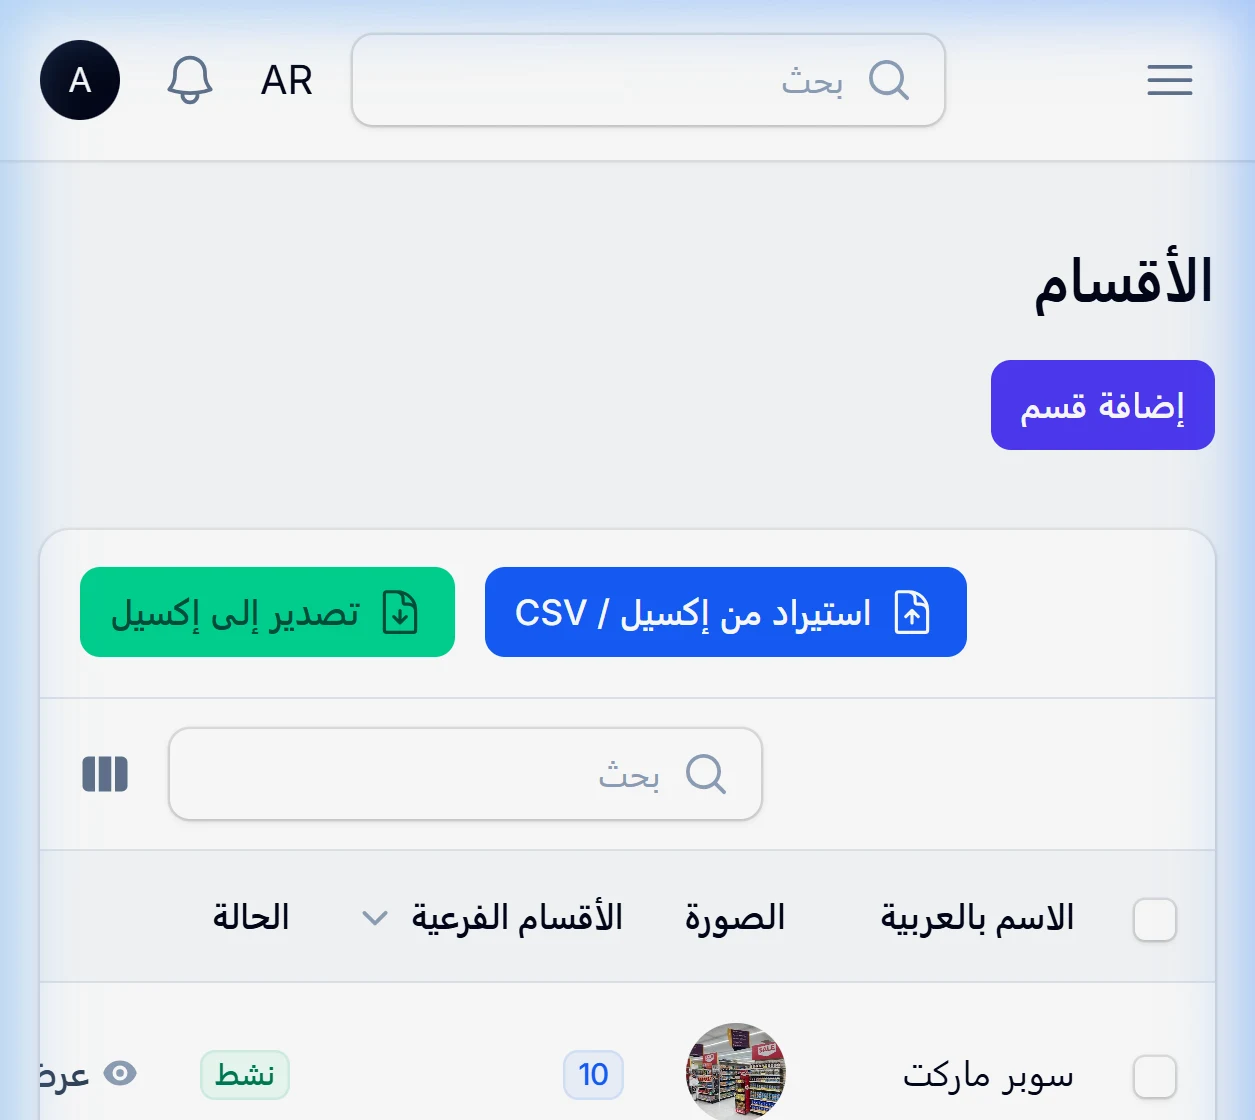 بحث AR A
الأقسام
إضافة قسم
استيراد من إكسيل / CSV تصدير إلى إكسيل
بحث
الاسم بالعربية الصورة الأقسام الفرعية الحالة
سوبر ماركت SALE 10 نشط